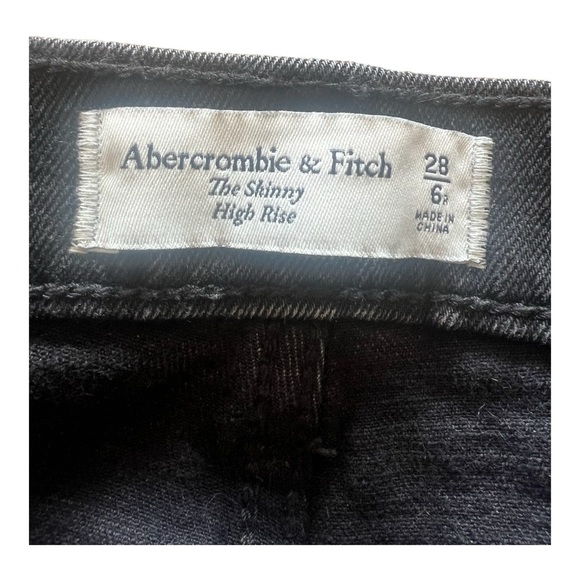 Abercrombie & Fitch
The Skinny
High Rise
28
6R
MADE IN
CHINA